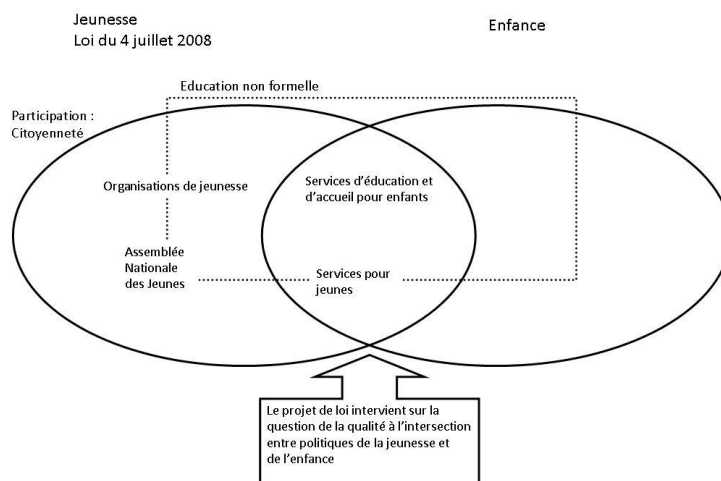 Jeunesse
Loi du 4 juillet 2008
Enfance
Education non formelle
Participation :
Citoyenneté
Organisations de jeunesse
Services d'éducation et
d'accueil pour enfants
Assemblée
Nationale
des Jeunes
Services pour
jeunes
Le projet de loi intervient sur la
question de la qualité à l'intersection
entre politiques de la jeunesse et
de l'enfance